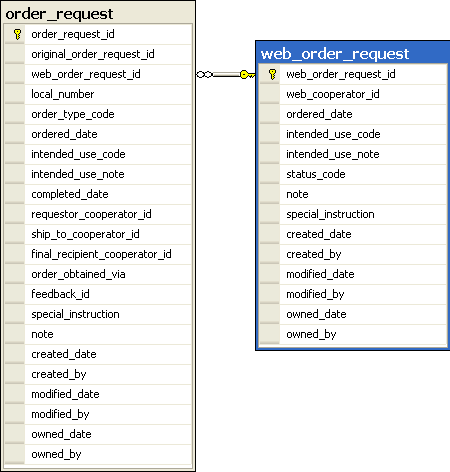 order_request
order_request_id
original_order_request_id
web_order_request_id
local_number
order_type_code
ordered_date
intended_use_code
intended_use_note
completed_date
requestor_cooperator_id
ship_to_cooperator_id
final_recipient_cooperator_id
order_obtained_via
feedback_id
special_instruction
note
created_date
created_by
modified_date
modified_by
owned_date
owned_by
web_order_request
web_order_request_id
web_cooperator_id
ordered_date
intended_use_code
intended_use_note
status_code
note
special_instruction
created_date
created_by
modified_date
modified_by
owned_date
owned_by